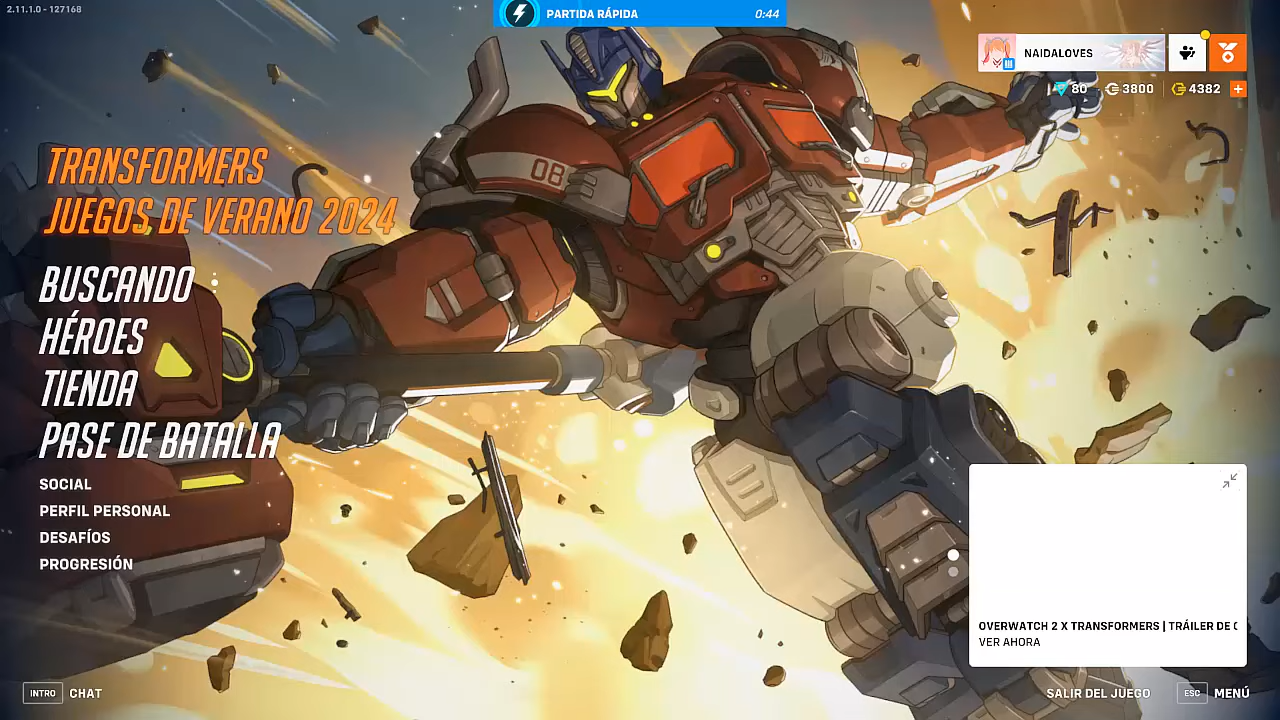 2.11.1.0 - 127168
PARTIDA RÁPIDA 0:44
NAIDALOVES
80 3800 4382
TRANSFORMERS
JUEGOS DE VERANO 2024
08
BUSCANDO
HÉROES
TIENDA
PASE DE BATALLA
SOCIAL
PERFIL PERSONAL
DESAFÍOS
PROGRESIÓN
OVERWATCH 2 X TRANSFORMERS | TRÁILER DE
VER AHORA
INTRO CHAT
SALIR DEL JUEGO ESC MENÚ